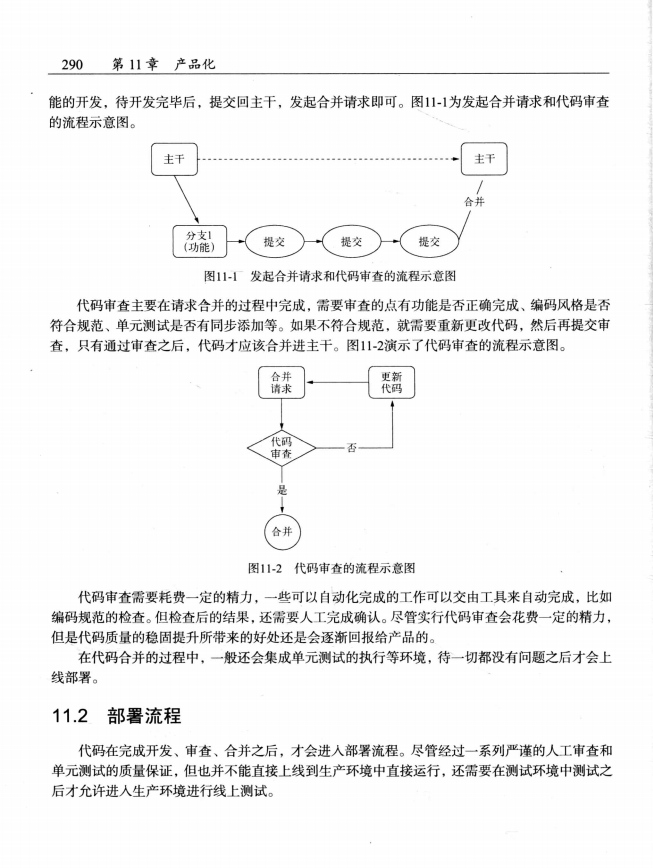 290 第 11 章 产品化
能的开发，待开发完毕后，提交回主干，发起合并请求即可。图11-1为发起合并请求和代码审查
的流程示意图。
主干
主干
合并
分支1
(功能)
提交
提交
提交
图11-1 发起合并请求和代码审查的流程示意图
代码审查主要在请求合并的过程中完成，需要审查的点有功能是否正确完成、编码风格是否
符合规范、单元测试是否有同步添加等。如果不符合规范，就需要重新更改代码，然后再提交审
查，只有通过审查之后，代码才应该合并进主干。图11-2演示了代码审查的流程示意图。
合并
请求
更新
代码
代码
审查
否
是
合并
图11-2 代码审查的流程示意图
代码审查需要耗费一定的精力，一些可以自动化完成的工作可以交由工具来自动完成，比如
编码规范的检查。但检查后的结果，还需要人工完成确认。尽管实行代码审查会花费一定的精力，
但是代码质量的稳固提升所带来的好处还是会逐渐回报给产品的。
在代码合并的过程中，一般还会集成单元测试的执行等环境，待一切都没有问题之后才会上
线部署。
11.2 部署流程
代码在完成开发、审查、合并之后，才会进入部署流程。尽管经过一系列严谨的人工审查和
单元测试的质量保证，但也并不能直接上线到生产环境中直接运行，还需要在测试环境中测试之
后才允许进入生产环境进行线上测试。